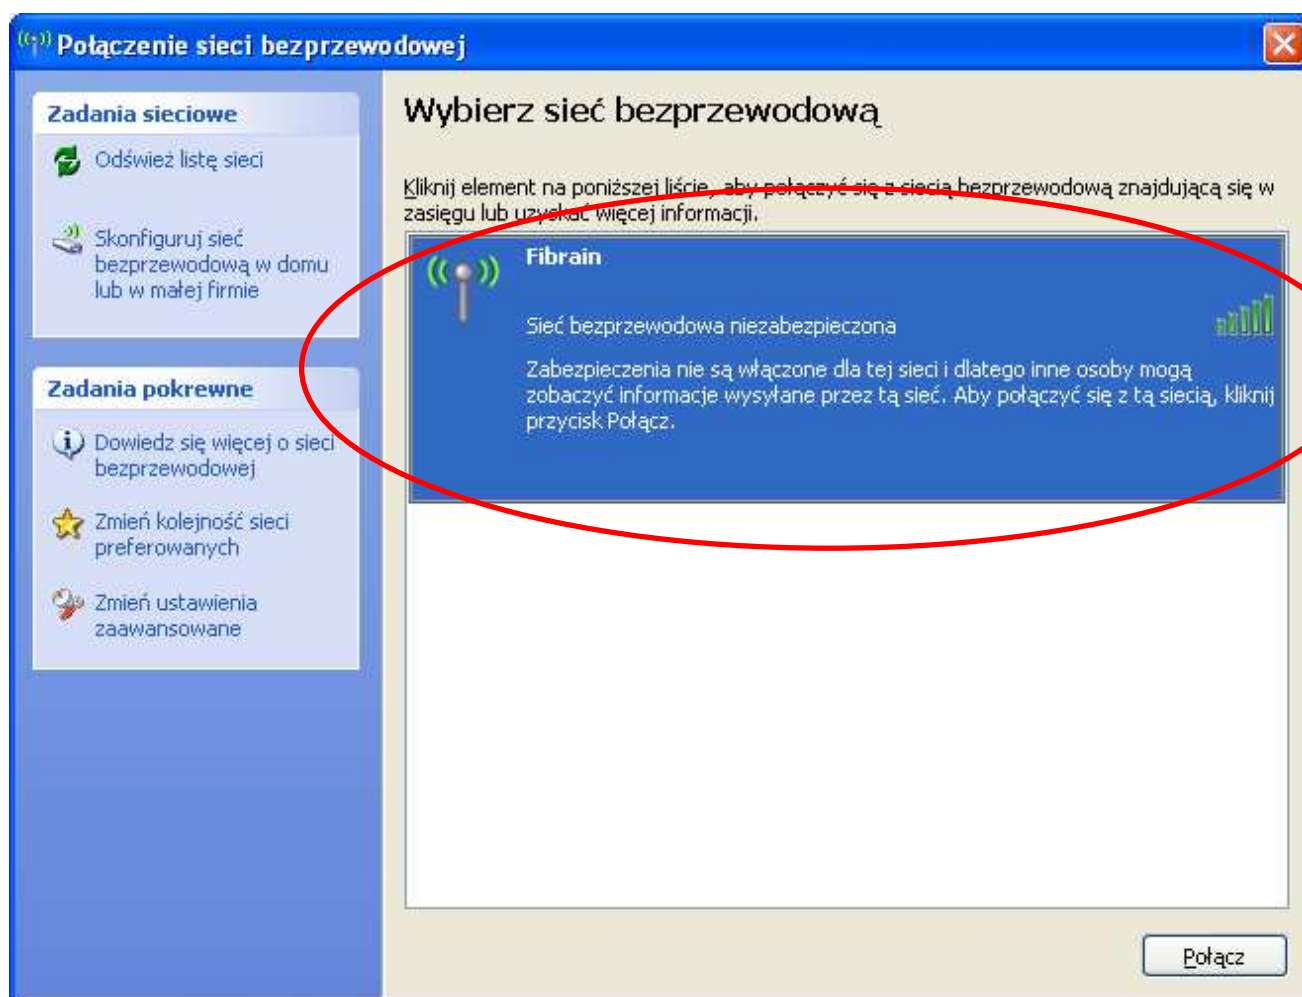 Połączenie sieci bezprzewodowej
Zadania sieciowe
Odśwież listę sieci
Skonfiguruj sieć
bezprzewodową w domu
lub w małej firmie
Zadania pokrewne
Dowiedz się więcej o sieci
bezprzewodowej
Zmień kolejność sieci
preferowanych
Zmień ustawienia
zaawansowane
Wybierz sieć bezprzewodową
Kliknij element na poniższej liście, aby połączyć się z siecią bezprzewodową znajdującą się w
zasięgu lub uzyskać więcej informacji.
Fibrain
Sieć bezprzewodowa niezabezpieczona
Zabezpieczenia nie są włączone dla tej sieci i dlatego inne osoby mogą
zobaczyć informacje wysyłane przez tą sieć. Aby połączyć się z tą siecią, kliknij
przycisk Połącz.
Połącz